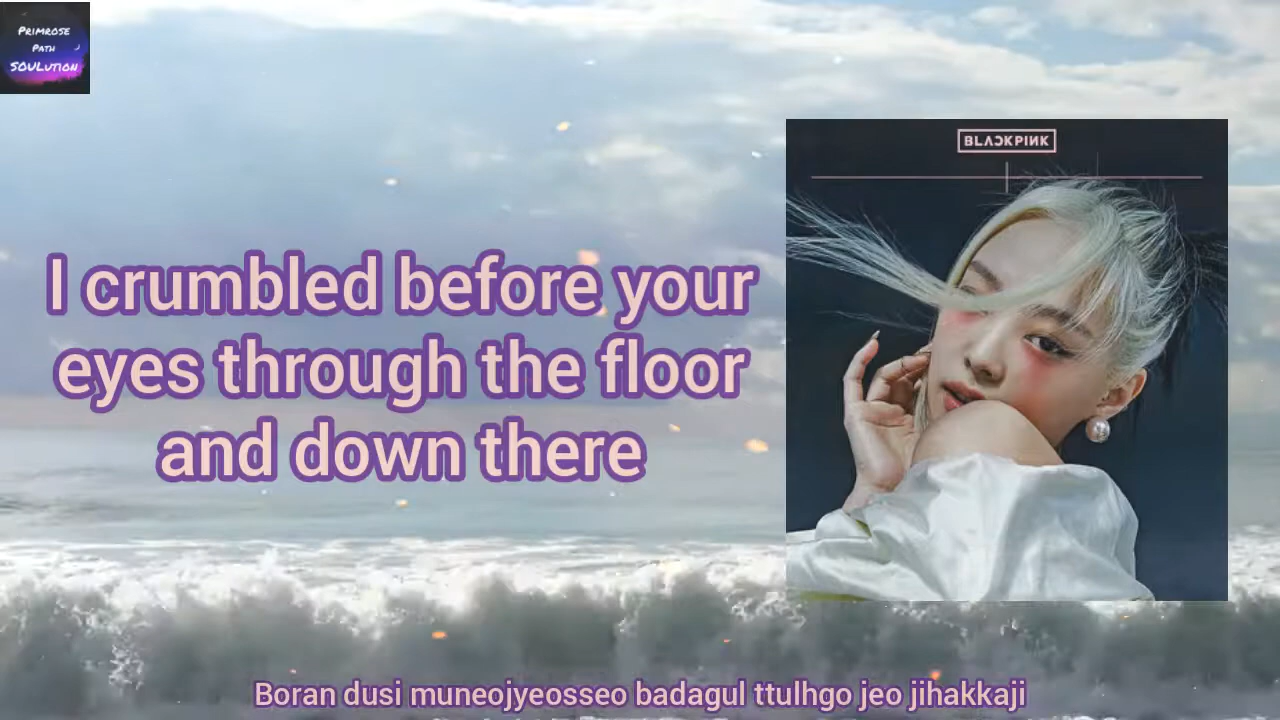 PRIMROSE
PATH
SOULUTION
BLACKPINK
I crumbled before your
eyes through the floor
and down there
Boran dusi muneojyeosseo badagul ttulhgo jeo jihakkaji